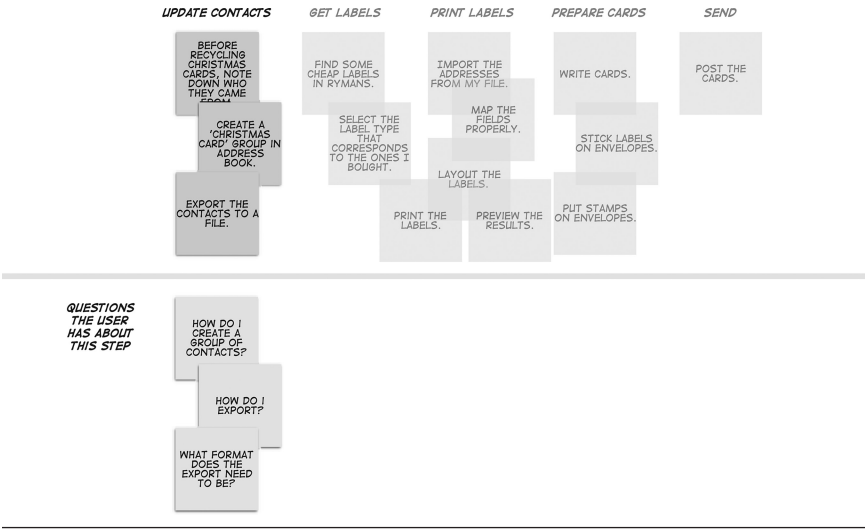 UPDATE CONTACTS
GET LABELS
PRINT LABELS
PREPARE CARDS
SEND
BEFORE
RECYCLING
CHRISTMAS
CARDS, NOTE
DOWN WHO
THEY CAME
FROM
CREATE A
'CHRISTMAS
CARD' GROUP IN
ADDRESS
BOOK.
EXPORT THE
CONTACTS TO A
FILE.
FIND SOME
CHEAP LABELS
IN RYMANS.
SELECT THE
LABEL TYPE
THAT
CORRESPONDS
TO THE ONES I
BOUGHT.
IMPORT THE
ADDRESSES
FROM MY FILE.
MAP THE
FIELDS
PROPERLY.
LAYOUT THE
LABELS.
PRINT THE
LABELS.
PREVIEW THE
RESULTS.
WRITE CARDS.
STICK LABELS
ON ENVELOPES.
PUT STAMPS
ON ENVELOPES.
POST THE
CARDS.
QUESTIONS
THE USER
HAS ABOUT
THIS STEP
HOW DO I
CREATE A
GROUP OF
CONTACTS?
HOW DO I
EXPORT?
WHAT FORMAT
DOES THE
EXPORT NEED
TO BE?